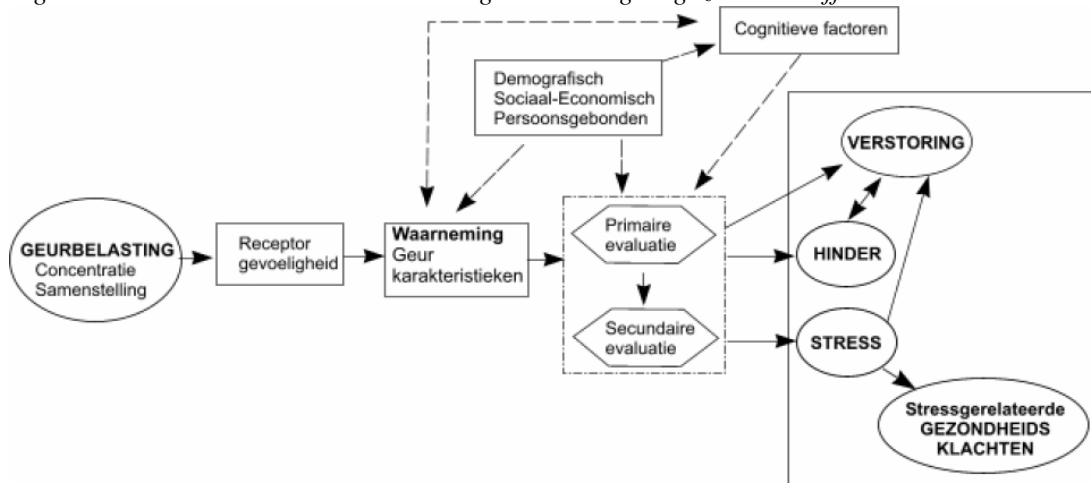 Cognitieve factoren
Demografisch
Sociaal-Economisch
Persoonsgebonden
VERSTORING
GEURBELASTING
Concentratie
Samenstelling
Receptor
gevoeligheid
Waarneming
Geur
karakteristieken
Primaire
evaluatie
HINDER
Secundaire
evaluatie
STRESS
Stressgerelateerde
GEZONDHEIDS
KLACHTEN